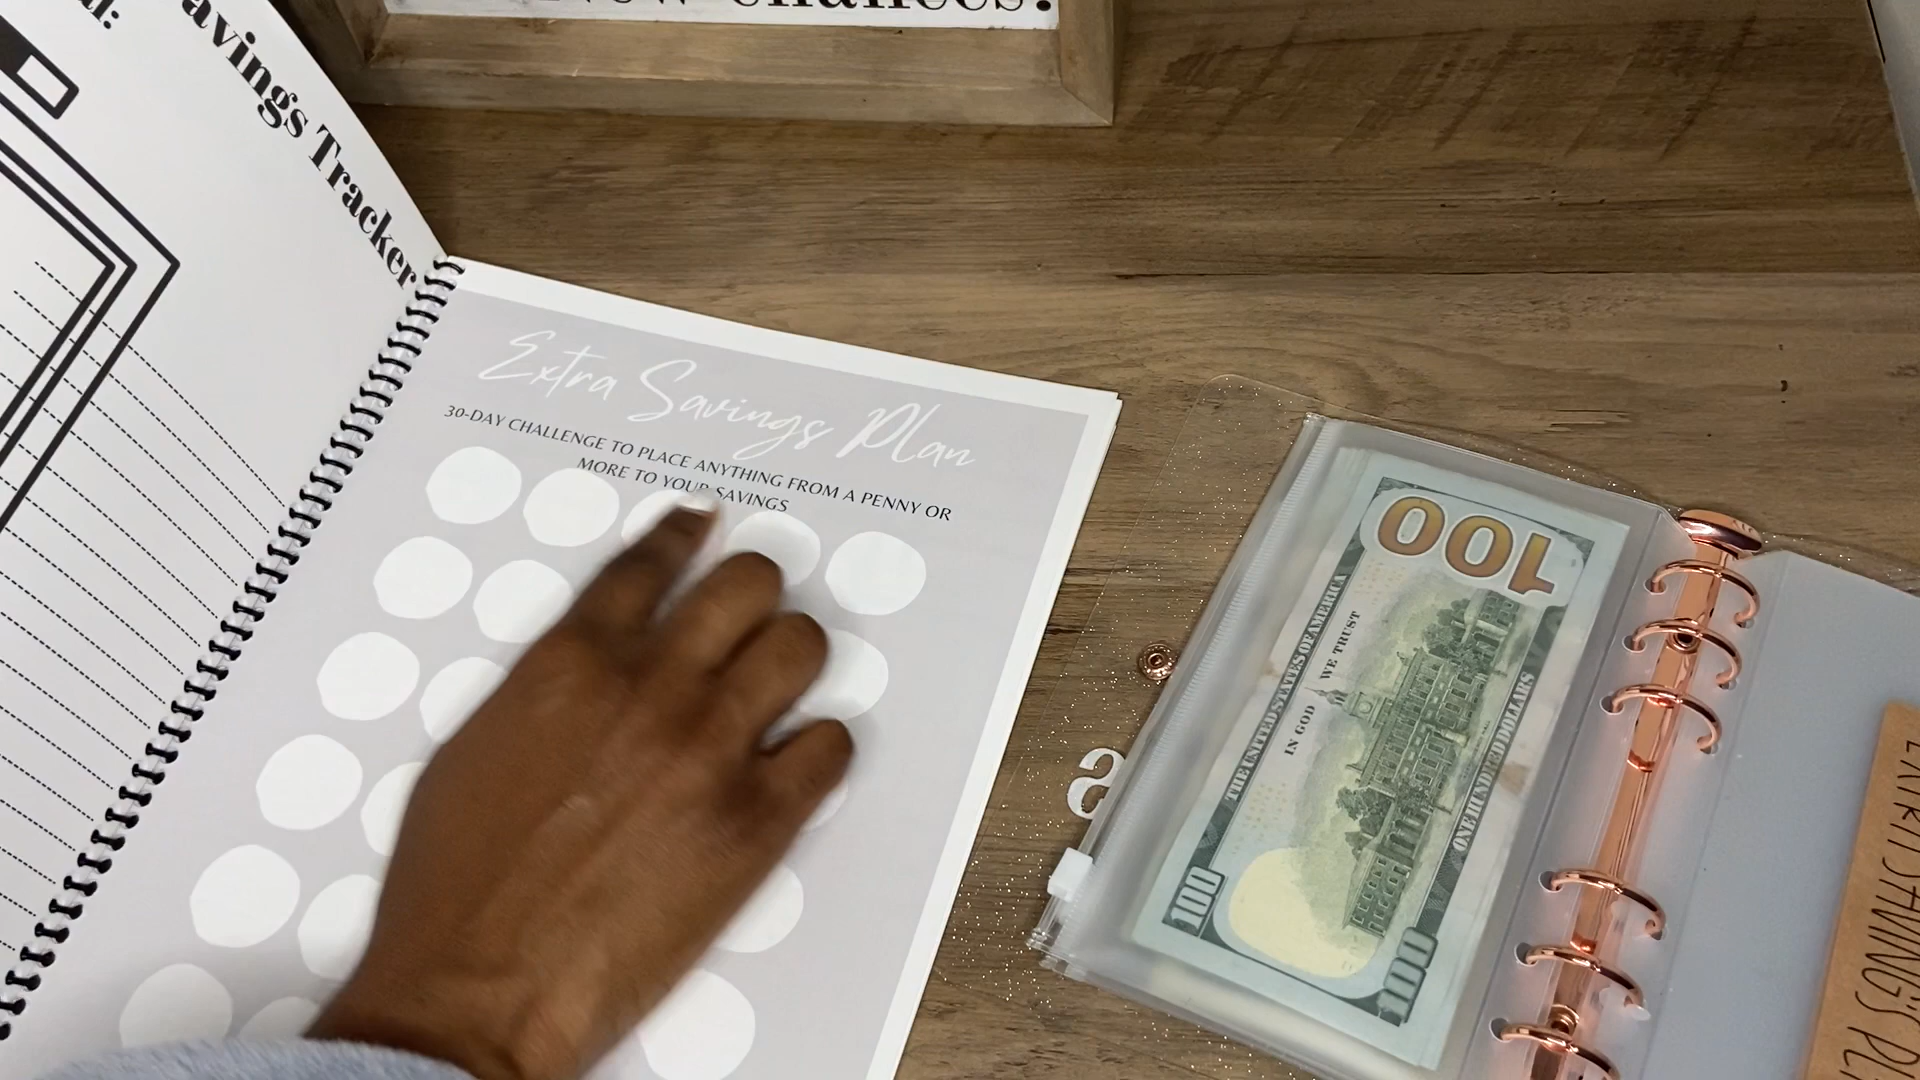 chances!
Tracker
Extra Savings Plan
30-DAY CHALLENGE TO PLACE ANYTHING FROM A PENNY OR
MORE TO YOUR SAVINGS
100
THE UNITED STATES OF AMERICA
IN GOD WE TRUST
ONE HUNDRED DOLLARS
100
100
S